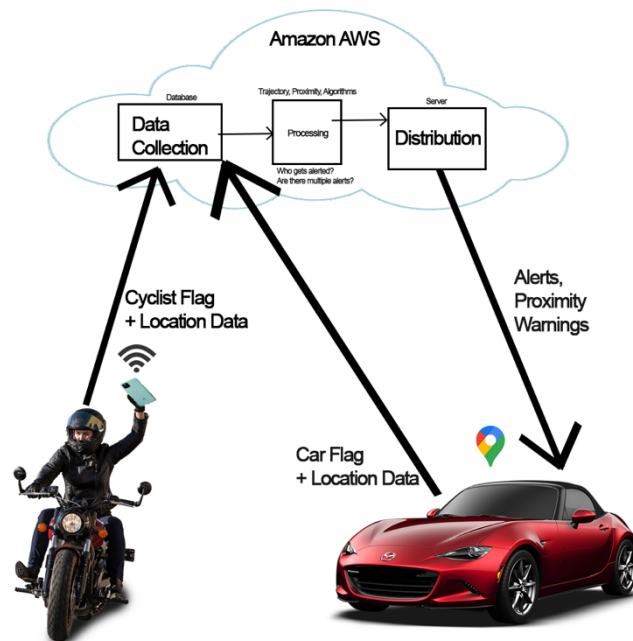 Amazon AWS
Database
Data
Collection
Trajectory, Proximity, Algorithms
Processing
Who gets alerted?
Are there multiple alerts?
Server
Distribution
Cyclist Flag
+ Location Data
Car Flag
+ Location Data
Alerts,
Proximity
Warnings